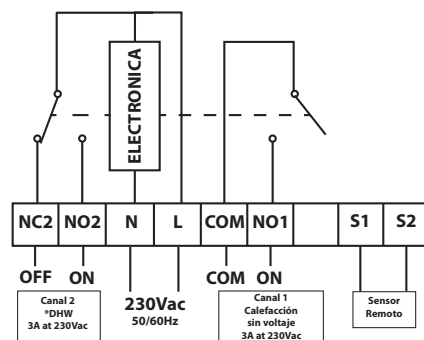 ELECTRONICA
NC2 NO2 N L COM NO1 S1 S2
OFF ON COM ON
Canal 2
*DHW
3A at 230Vac
230Vac
50/60Hz
Canal 1
Calefacción
sin voltaje
3A at 230Vac
Sensor
Remoto